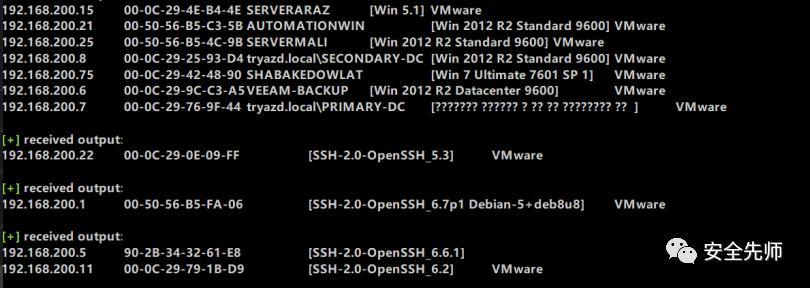 192.168.200.15 00-0C-29-4E-B4-4E SERVERARAZ [Win 5.1] VMware
192.168.200.21 00-50-56-B5-C3-5B AUTOMATIONWIN [Win 2012 R2 Standard 9600] VMware
192.168.200.25 00-50-56-B5-4C-9B SERVERMALI [Win 2012 R2 Standard 9600] VMware
192.168.200.8 00-0C-29-25-93-D4 tryazd.local\SECONDARY-DC [Win 2012 R2 Standard 9600] VMware
192.168.200.75 00-0C-29-42-48-90 SHABAKEDOWLAT [Win 7 Ultimate 7601 SP 1] VMware
192.168.200.6 00-0C-29-9C-C3-A5 VEEAM-BACKUP [Win 2012 R2 Datacenter 9600] VMware
192.168.200.7 00-0C-29-76-9F-44 tryazd.local\PRIMARY-DC [??????? ?????? ? ?? ?? ???????? ?? ] VMware
[+] received output:
192.168.200.22 00-0C-29-0E-09-FF [SSH-2.0-OpenSSH_5.3] VMware
[+] received output:
192.168.200.1 00-50-56-B5-FA-06 [SSH-2.0-OpenSSH_6.7p1 Debian-5+deb8u8] VMware
[+] received output:
192.168.200.5 90-2B-34-32-61-E8 [SSH-2.0-OpenSSH_6.6.1]
192.168.200.11 00-0C-29-79-1B-D9 [SSH-2.0-OpenSSH_6.2] VMware
安全先师